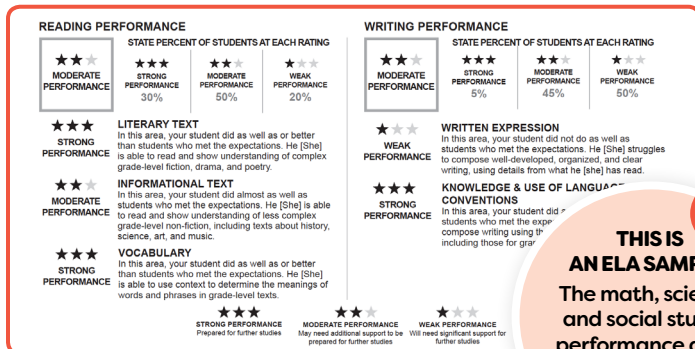 READING PERFORMANCE
MODERATE
PERFORMANCE
STATE PERCENT OF STUDENTS AT EACH RATING
STRONG
PERFORMANCE
30%
MODERATE
PERFORMANCE
50%
WEAK
PERFORMANCE
20%
STRONG
PERFORMANCE
LITERARY TEXT
In this area, your student did as well as or better
than students who met the expectations. He [She]
is able to read and show understanding of complex
grade-level fiction, drama, and poetry.
MODERATE
PERFORMANCE
INFORMATIONAL TEXT
In this area, your student did almost as well as
students who met the expectations. He [She] is able
to read and show understanding of less complex
grade-level non-fiction, including texts about history,
science, art, and music.
STRONG
PERFORMANCE
VOCABULARY
In this area, your student did as well as or better
than students who met the expectations. He [She]
is able to use context to determine the meanings of
words and phrases in grade-level texts.
WRITING PERFORMANCE
MODERATE
PERFORMANCE
STATE PERCENT OF STUDENTS AT EACH RATING
STRONG
PERFORMANCE
5%
MODERATE
PERFORMANCE
45%
WEAK
PERFORMANCE
50%
WEAK
PERFORMANCE
WRITTEN EXPRESSION
In this area, your student did not do as well as
students who met the expectations. He [She] struggles
to compose well-developed, organized, and clear
writing, using details from what he [she] has read.
STRONG
PERFORMANCE
KNOWLEDGE & USE OF
CONVENTIONS
In this area, your student did
students who met the
compose writing using
including those for
STRONG PERFORMANCE
Prepared for further studies
MODERATE PERFORMANCE
May need additional support to be
prepared for further studies
WEAK PERFORMANCE
Will need significant support for
further studies
THIS IS
AN ELA
The math,
and social
performance